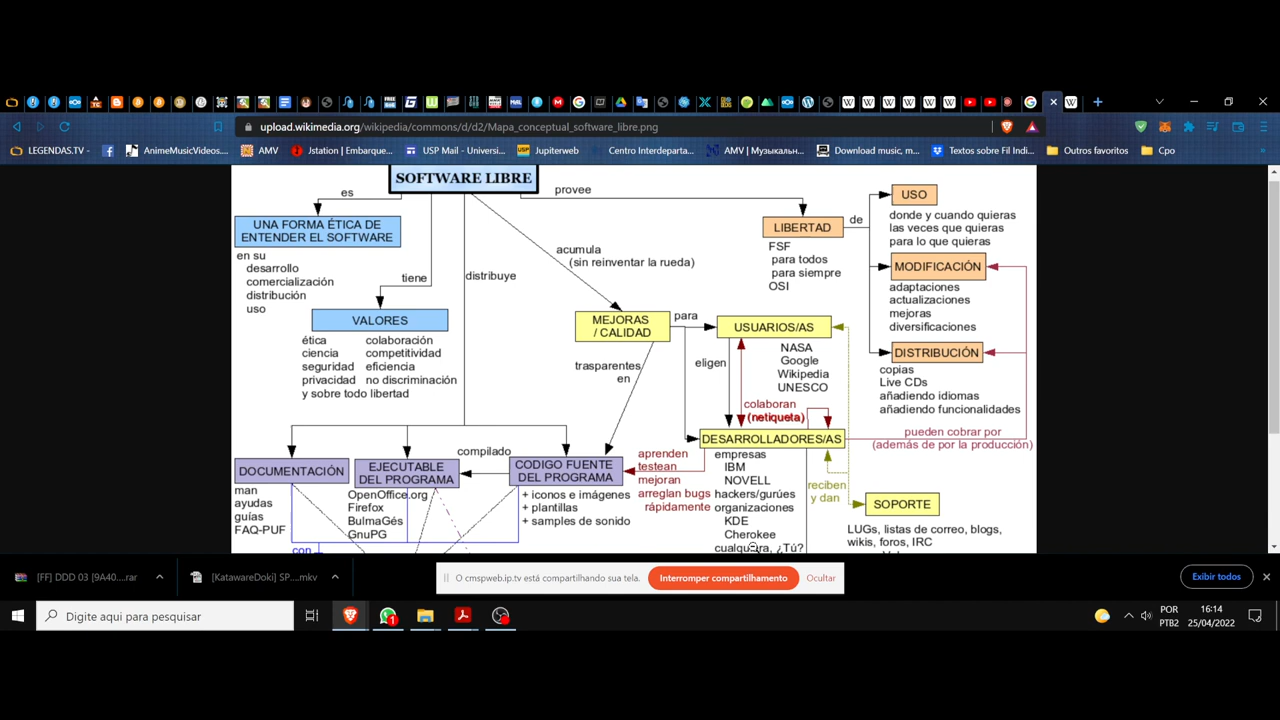 upload.wikimedia.org/wikipedia/commons/d/d2/Mapa_conceptual_software_libre.png
LEGENDAS.TV -
AnimeMusicVideos...
AMV
Jstation | Embarque...
USP Mail - Universi...
Jupiterweb
Centro Interdeparta...
AMV | Музыкальн...
Download music, m...
Textos sobre Fil Indi...
Outros favoritos
Cpo
SOFTWARE LIBRE
es
provee
UNA FORMA ÉTICA DE
ENTENDER EL SOFTWARE
en su
desarrollo
comercialización
distribución
uso
tiene
distribuye
acumula
(sin reinventar la rueda)
LIBERTAD
de
FSF
para todos
para siempre
OSI
USO
donde y cuando quieras
las veces que quieras
para lo que quieras
MODIFICACIÓN
adaptaciones
actualizaciones
mejoras
diversificaciones
DISTRIBUCIÓN
copias
Live CDs
añadiendo idiomas
añadiendo funcionalidades
VALORES
ética colaboración
ciencia competitividad
seguridad eficiencia
privacidad no discriminación
y sobre todo libertad
MEJORAS
/ CALIDAD
para
USUARIOS/AS
NASA
Google
Wikipedia
UNESCO
eligen
trasparentes
en
colaboran
(netiqueta)
DESARROLLADORES/AS
pueden cobrar por
(además de por la producción)
empresas
IBM
NOVELL
hackers/gurúes
organizaciones
KDE
Cherokee
cualquiera, ¿Tú?
aprenden
testean
mejoran
arreglan bugs
rápidamente
reciben
y dan
SOPORTE
LUGs, listas de correo, blogs,
wikis, foros, IRC
DOCUMENTACIÓN
man
ayudas
guías
FAQ-PUF
EJECUTABLE
DEL PROGRAMA
OpenOffice.org
Firefox
BulmaGés
GnuPG
compilado
CODIGO FUENTE
DEL PROGRAMA
+ iconos e imágenes
+ plantillas
+ samples de sonido
con
[FF] DDD 03 [9A40....rar
[KatawareDoki] SP....mkv
O cmspweb.ip.tv está compartilhando sua tela.
Interromper compartilhamento
Ocultar
Exibir todos
Digite aqui para pesquisar
POR
PTB2
16:14
25/04/2022